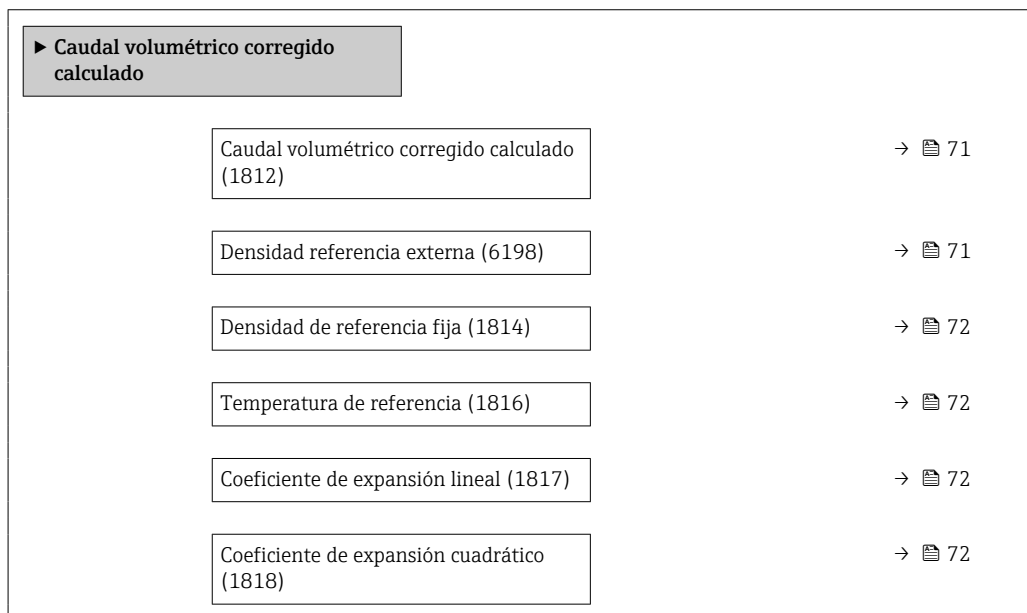 ▶ Caudal volumétrico corregido
calculado
Caudal volumétrico corregido calculado
(1812)
→ 71
Densidad referencia externa (6198)
→ 71
Densidad de referencia fija (1814)
→ 72
Temperatura de referencia (1816)
→ 72
Coeficiente de expansión lineal (1817)
→ 72
Coeficiente de expansión cuadrático
(1818)
→ 72